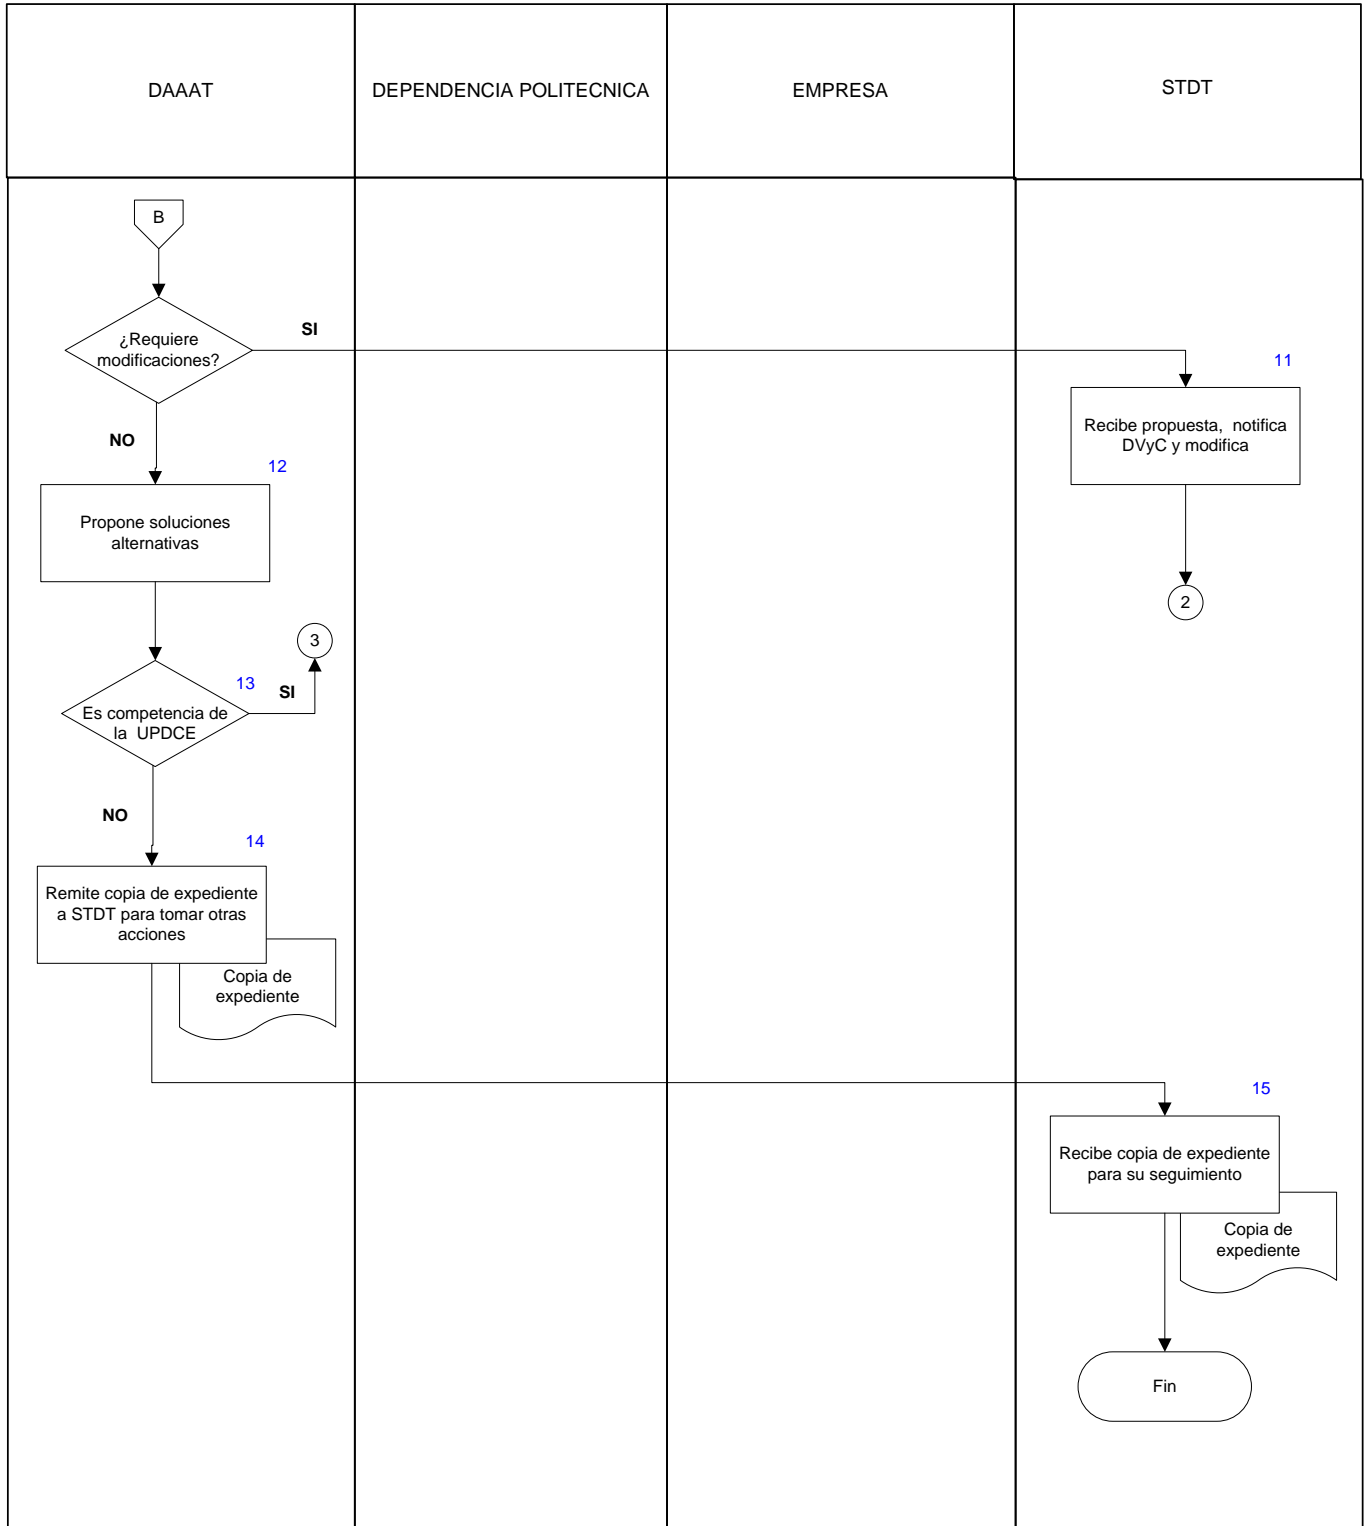 DAAAT
DEPENDENCIA POLITECNICA
EMPRESA
STDT
B
¿Requiere
modificaciones?
SI
11
Recibe propuesta, notifica
DVyC y modifica
NO
12
Propone soluciones
alternativas
2
3
13
SI
Es competencia de
la UPDCE
NO
14
Remite copia de expediente
a STDT para tomar otras
acciones
Copia de
expediente
15
Recibe copia de expediente
para su seguimiento
Copia de
expediente
Fin